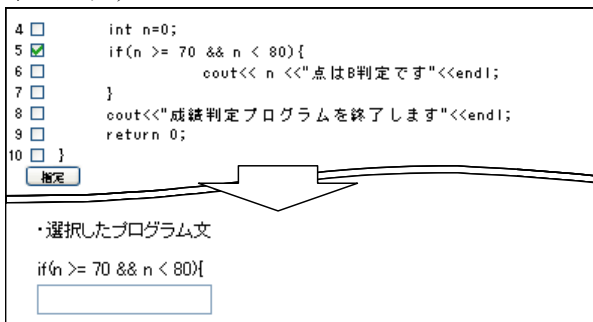 4 int n=0;
5 if(n >= 70 && n < 80){
6 cout<< n <<"点はB判定です"<<endl;
7 }
8 cout<<"成績判定プログラムを終了します"<<endl;
9 return 0;
10 }
指定
・選択したプログラム文
if(n >= 70 && n < 80){